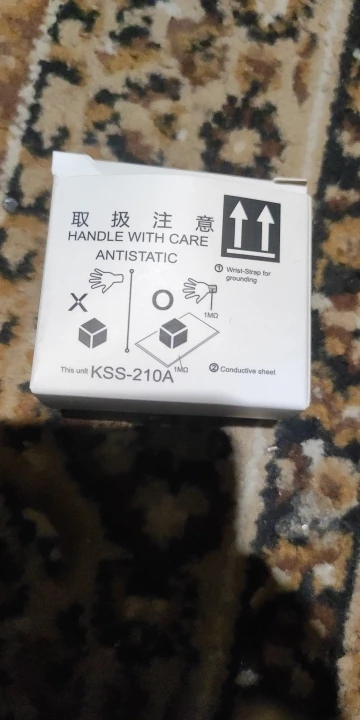 取扱注意
HANDLE WITH CARE
ANTISTATIC
① Wrist-Strap for
grounding
X
O
1MΩ
1MΩ
This unit KSS-210A
② Conductive sheet